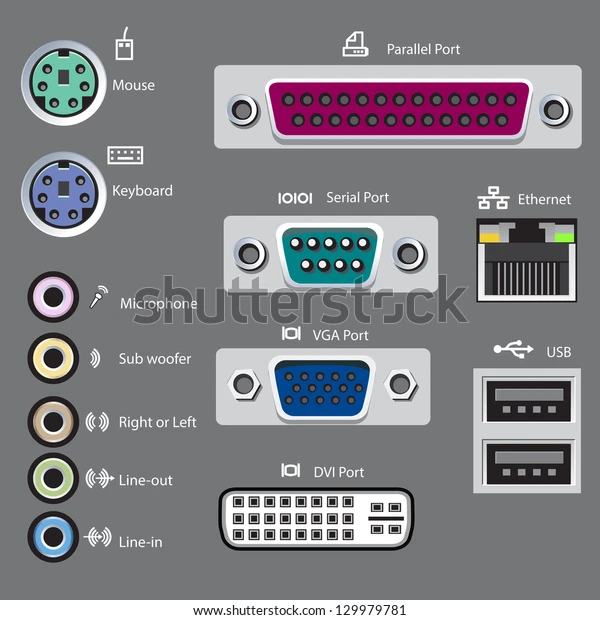 Parallel Port
Mouse
Keyboard
IOIOI
Serial Port
Ethernet
Microphone
shutterstock
VGA Port
Sub woofer
USB
Right or Left
DVI Port
Line-out
Line-in
shutterstock.com · 129979781